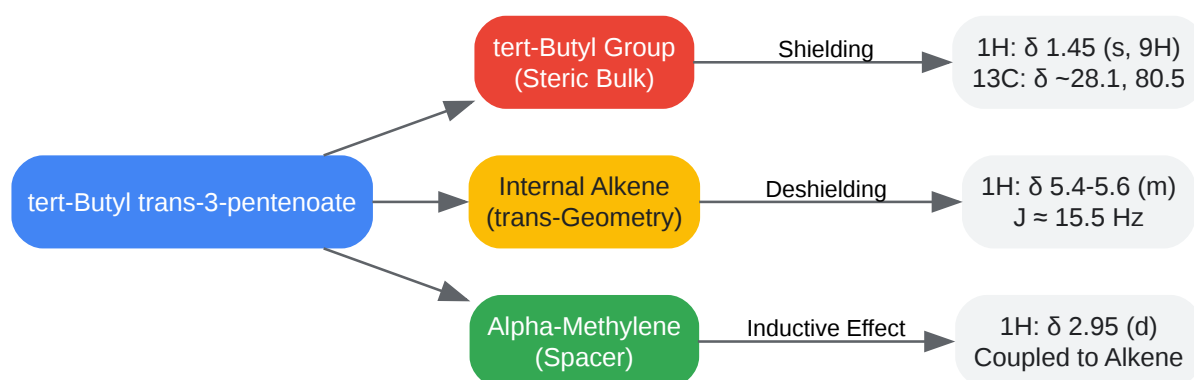 tert-Butyl Group
(Steric Bulk)
Shielding
1H: δ 1.45 (s, 9H)
13C: δ ~28.1, 80.5
tert-Butyl trans-3-pentenoate
Internal Alkene
(trans-Geometry)
Deshielding
1H: δ 5.4-5.6 (m)
J ≈ 15.5 Hz
Alpha-Methylene
(Spacer)
Inductive Effect
1H: δ 2.95 (d)
Coupled to Alkene